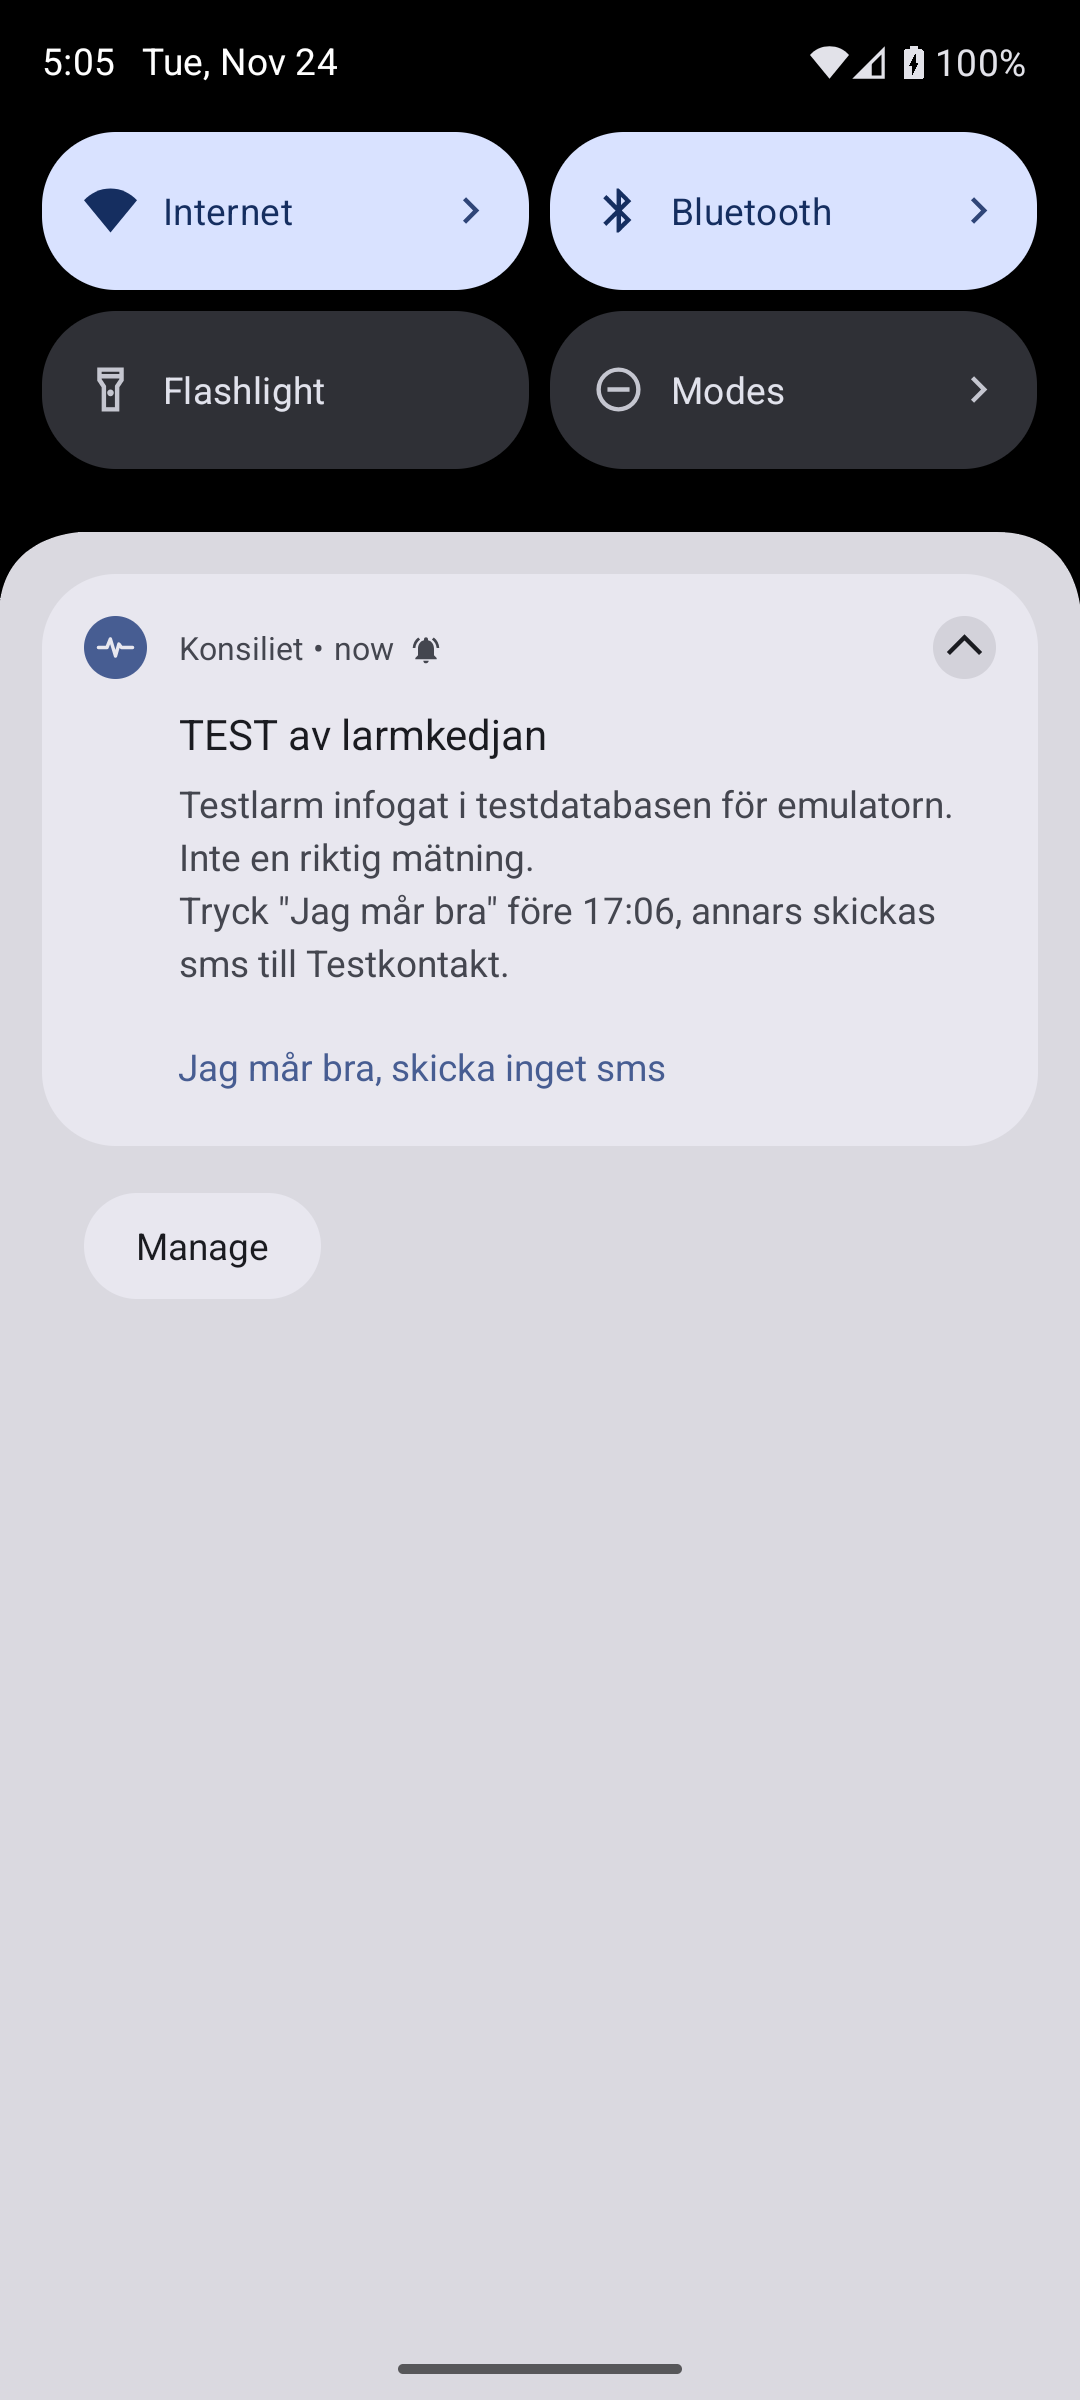 5:05 Tue, Nov 24 100%
Internet Bluetooth
Flashlight Modes
Konsiliet • now
TEST av larmkedjan
Testlarm infogat i testdatabasen för emulatorn.
Inte en riktig mätning.
Tryck "Jag mår bra" före 17:06, annars skickas
sms till Testkontakt.
Jag mår bra, skicka inget sms
Manage